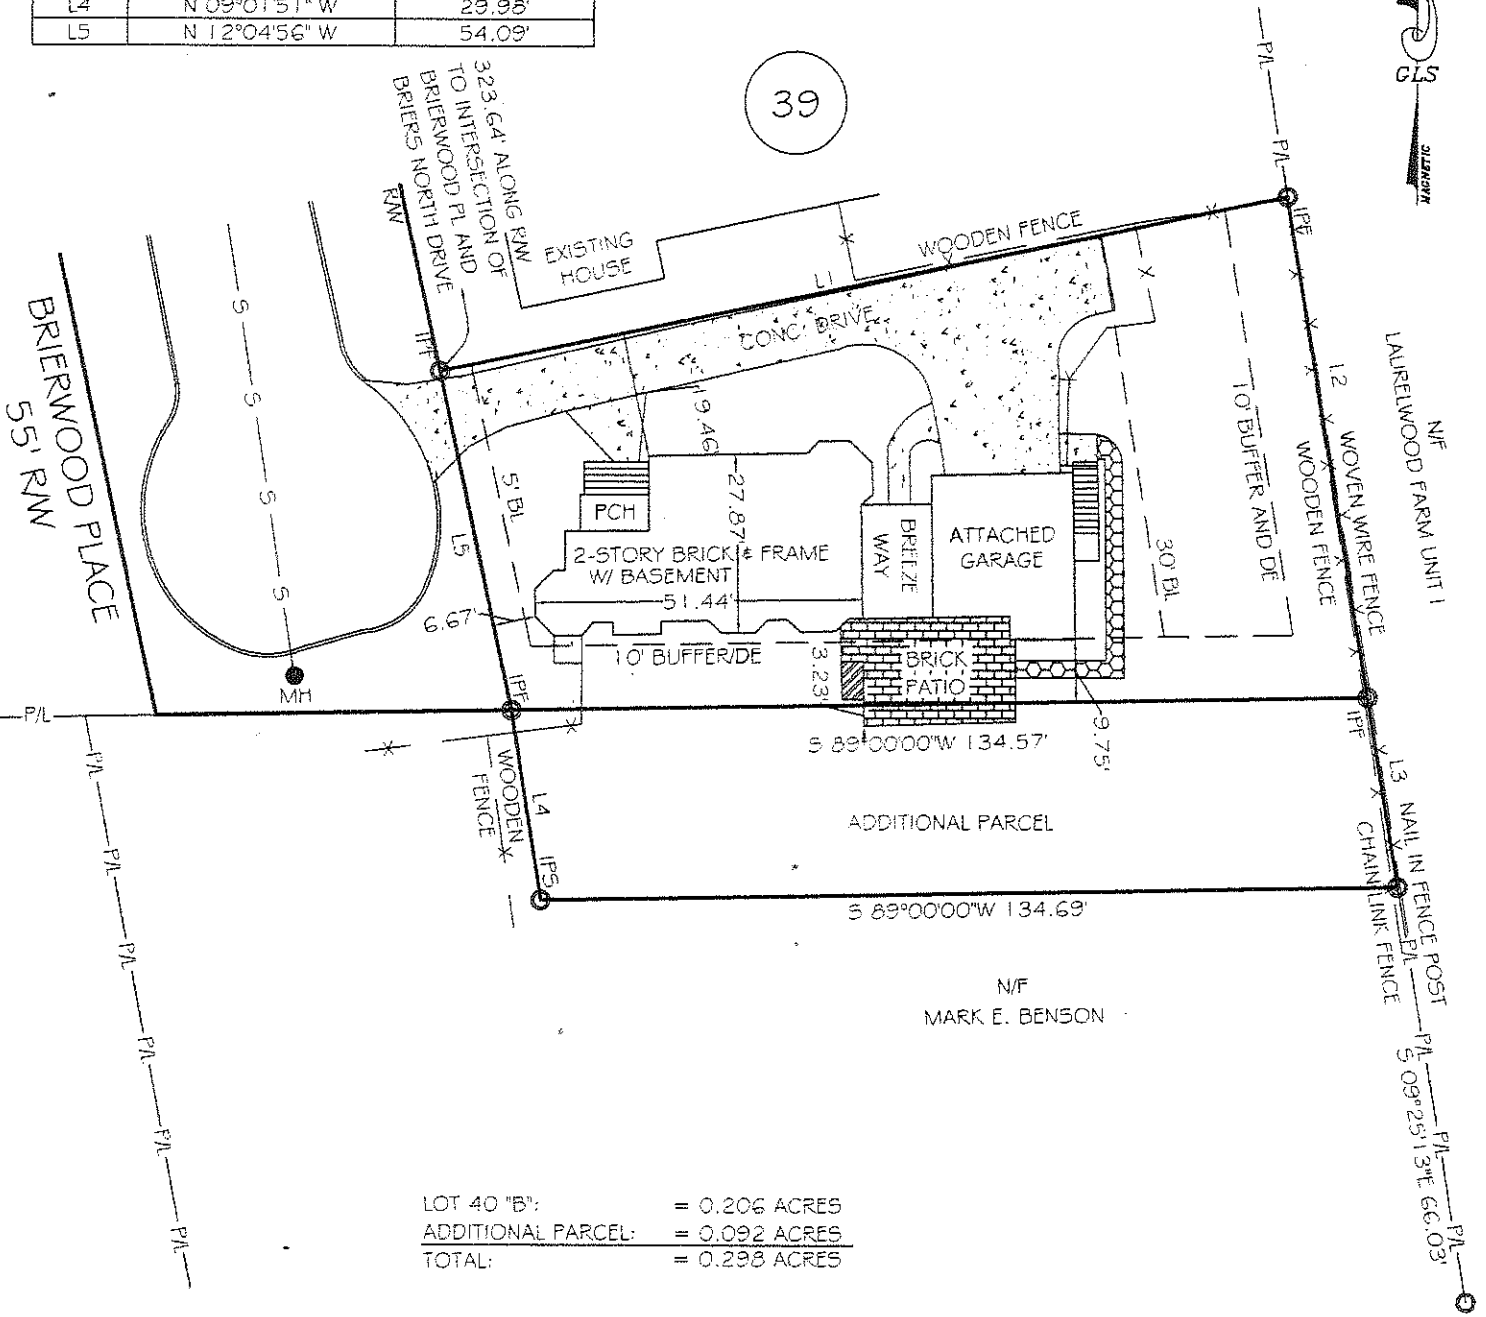 L4 N 09°01'51" W 29.98'
L5 N 12°04'56" W 54.09'
GLS
MAGNETIC
39
323.64' ALONG R/W
TO INTERSECTION OF
BRIERWOOD PL AND
BRIERS NORTH DRIVE
R/W
P/L
P/L
EXISTING
HOUSE
WOODEN FENCE
L1
IPF
IPF
CONC. DRIVE
BRIERWOOD PLACE
55' R/W
S
S
S
S
S
MH
5' BL
L5
19.46'
27.87'
PCH
2-STORY BRICK & FRAME
W/ BASEMENT
51.44'
BREEZE
WAY
ATTACHED
GARAGE
10' BUFFER AND DE
30' BL
L2
WOVEN WIRE FENCE
WOODEN FENCE
N/F
LAURELWOOD FARM UNIT I
6.67'
10' BUFFER/DE
3.23'
BRICK
PATIO
9.75'
IPF
IPF
P/L
S 89°00'00"W 134.57'
WOODEN
FENCE
L4
IPS
ADDITIONAL PARCEL
L3
NAIL IN FENCE POST
CHAIN LINK FENCE
S 89°00'00"W 134.69'
N/F
MARK E. BENSON
P/L
P/L
P/L
P/L
P/L
P/L
P/L
P/L
P/L
P/L
S 09°25'13"E 66.03'
LOT 40 "B": = 0.206 ACRES
ADDITIONAL PARCEL: = 0.092 ACRES
TOTAL: = 0.298 ACRES